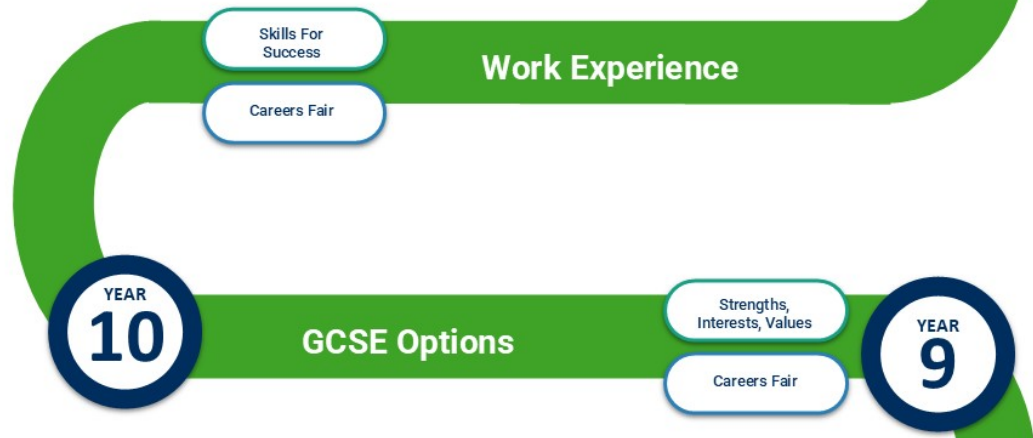 Skills For
Success
Work Experience
Careers Fair
YEAR
10
GCSE Options
Strengths,
Interests, Values
Careers Fair
YEAR
9